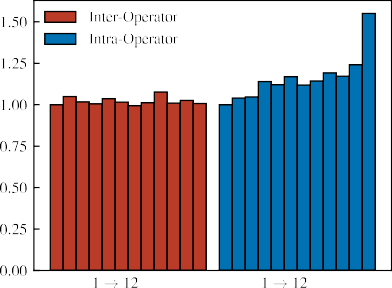 Inter-Operator
Intra-Operator
1.50
1.25
1.00
0.75
0.50
0.25
0.00
1 → 12
1 → 12